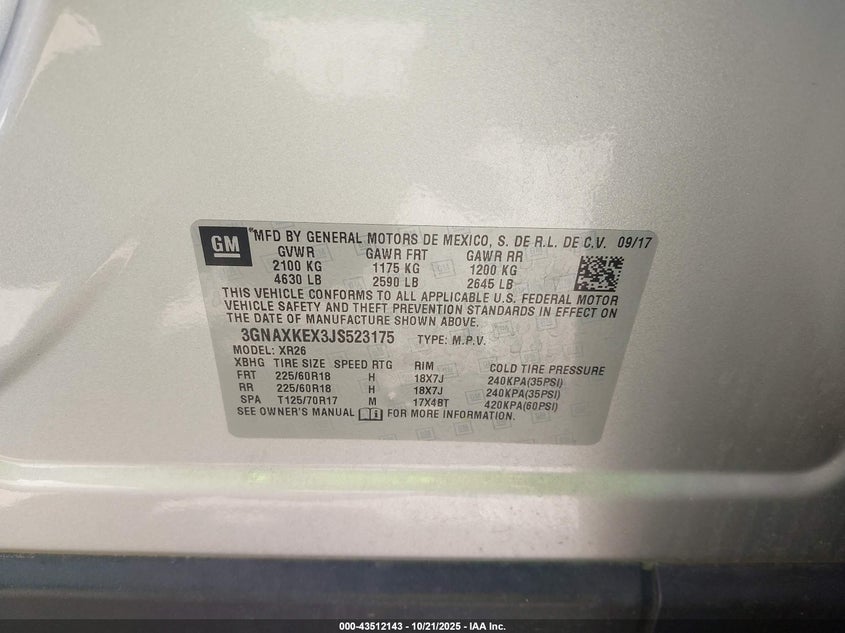 GM
*MFD BY GENERAL MOTORS DE MEXICO, S. DE R.L. DE C.V. 09/17
GVWR GAWR FRT GAWR RR
2100 KG 1175 KG 1200 KG
4630 LB 2590 LB 2645 LB
THIS VEHICLE CONFORMS TO ALL APPLICABLE U.S. FEDERAL MOTOR
VEHICLE SAFETY AND THEFT PREVENTION STANDARDS IN EFFECT ON
THE DATE OF MANUFACTURE SHOWN ABOVE.
3GNAXKEX3JS523175 TYPE: M.P.V.
MODEL: XR26
XBHG TIRE SIZE SPEED RTG RIM COLD TIRE PRESSURE
FRT 225/60R18 H 18X7J 240KPA(35PSI)
RR 225/60R18 H 18X7J 240KPA(35PSI)
SPA T125/70R17 M 17X4BT 420KPA(60PSI)
SEE OWNER'S MANUAL FOR MORE INFORMATION.
000-43512143 - 10/21/2025 - IAA Inc.